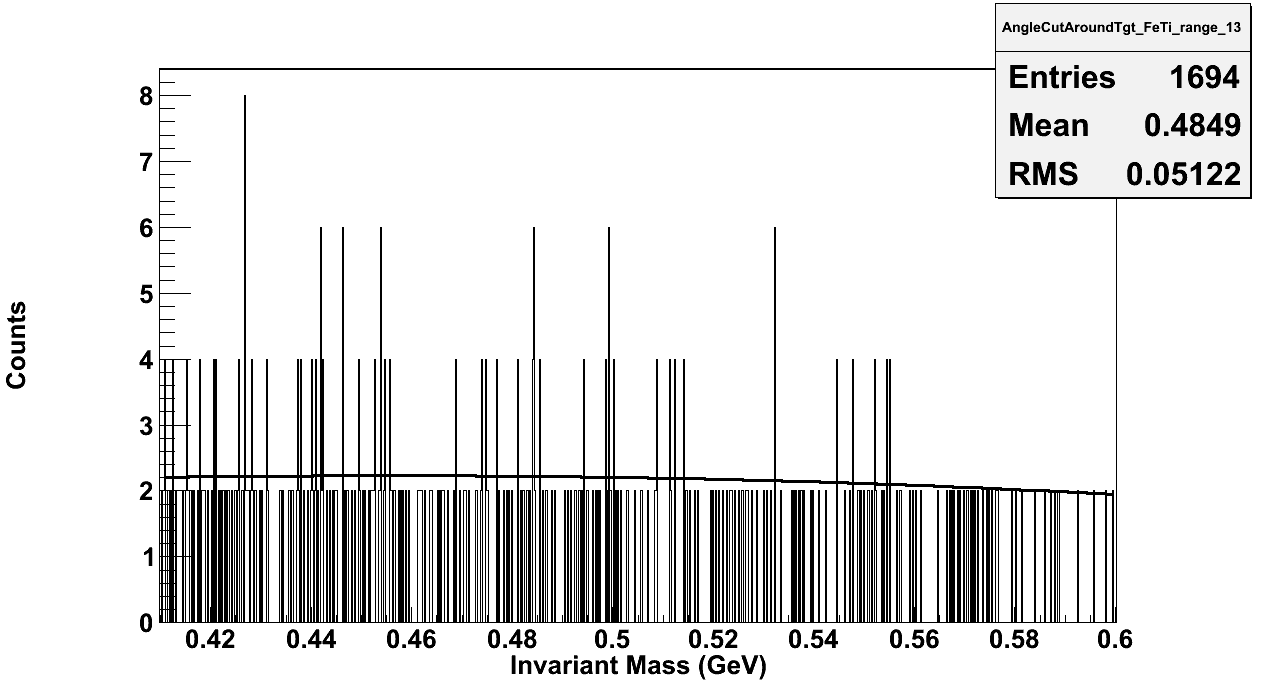 AngleCutAroundTgt_FeTi_range_13
Entries 1694
Mean 0.4849
RMS 0.05122
8
7
6
5
4
3
2
1
0
Counts
0.42 0.44 0.46 0.48 0.5 0.52 0.54 0.56 0.58 0.6
Invariant Mass (GeV)